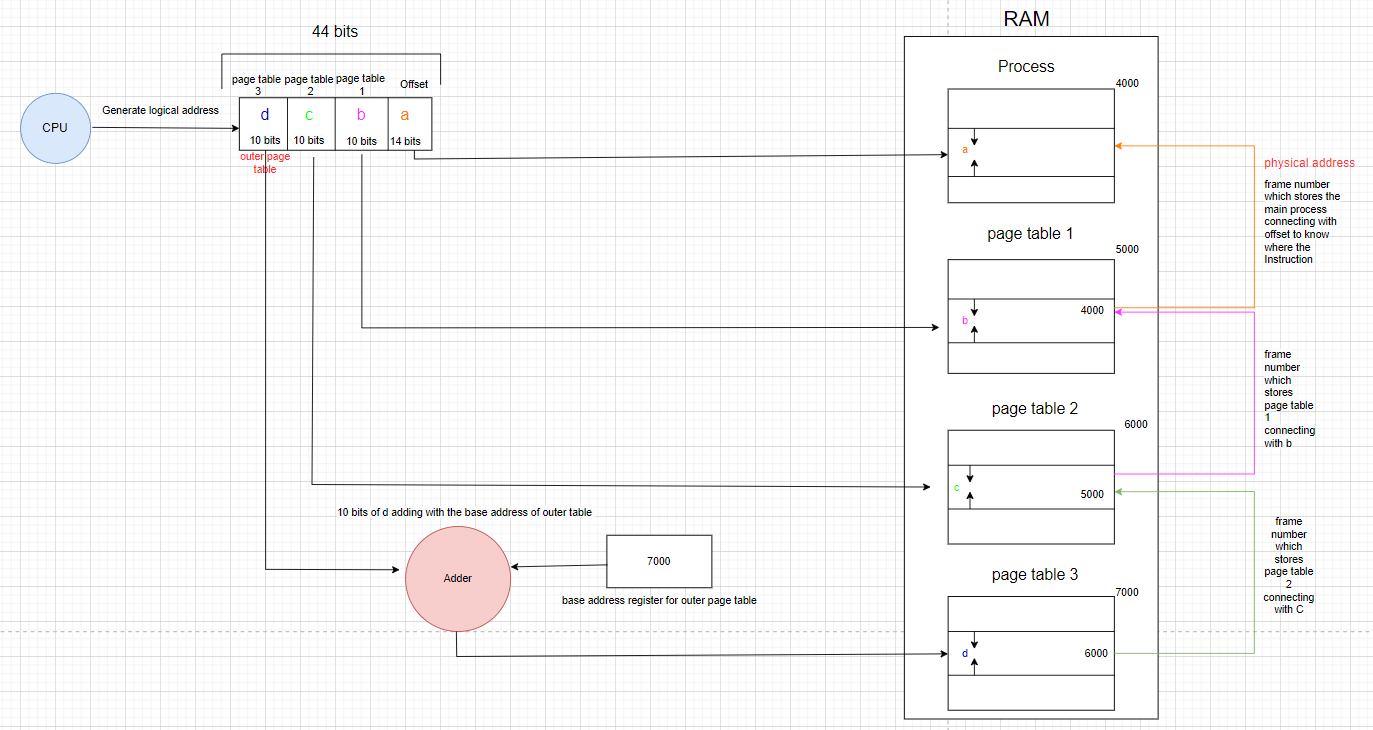 RAM
44 bits
page table page table page table
3 2 1
Offset
Generate logical address
CPU
d c b a
10 bits 10 bits 10 bits 14 bits
outer page
table
Process
4000
a
physical address
frame number
which stores the
main process
connecting with
offset to know
where the
Instruction
page table 1
5000
4000
b
frame
number
which
stores
page table
1
connecting
with b
page table 2
6000
c
5000
10 bits of d adding with the base address of outer table
Adder
7000
base address register for outer page table
frame
number
which
stores
page table
2
connecting
with C
page table 3
7000
d
6000